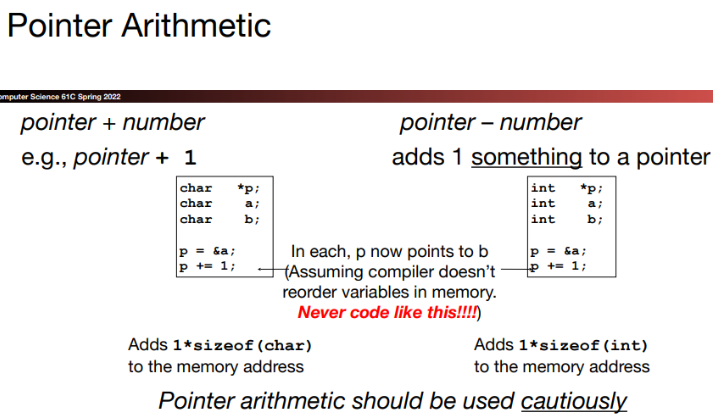 Pointer Arithmetic
omputer Science 61C Spring 2022
pointer + number
pointer – number
e.g., pointer + 1
adds 1 something to a pointer
char *p;
char a;
char b;
p = &a;
p += 1;
In each, p now points to b
(Assuming compiler doesn't
reorder variables in memory.
Never code like this!!!!)
int *p;
int a;
int b;
p = &a;
p += 1;
Adds 1*sizeof(char)
to the memory address
Adds 1*sizeof(int)
to the memory address
Pointer arithmetic should be used cautiously